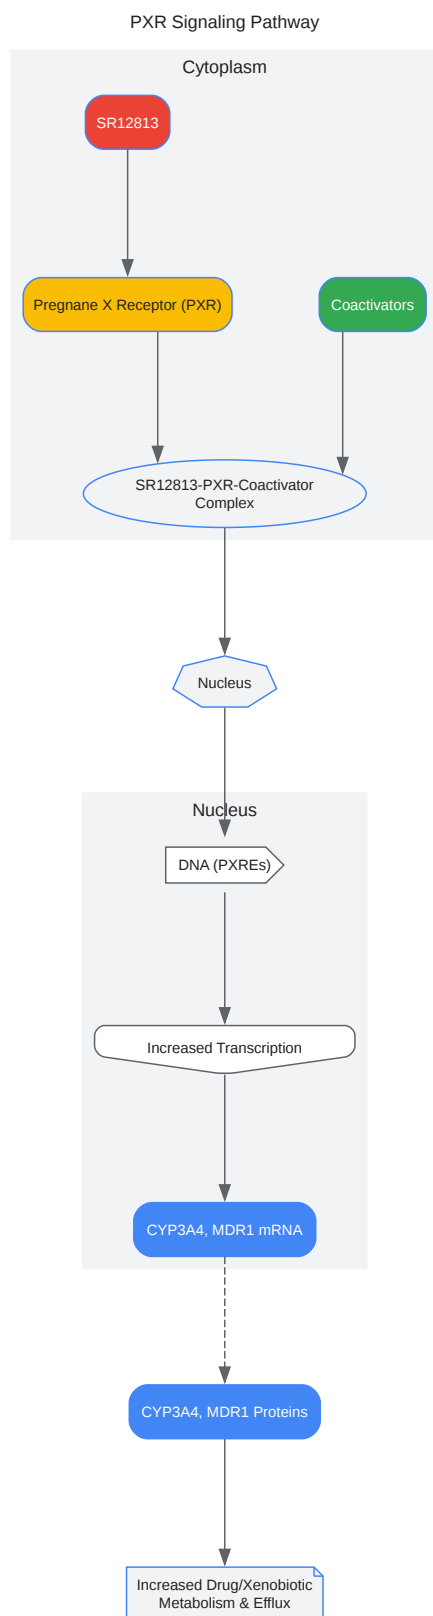 PXR Signaling Pathway
Cytoplasm
SR12813
Pregnane X Receptor (PXR)
Coactivators
SR12813-PXR-Coactivator
Complex
Nucleus
Nucleus
DNA (PXREs)
Increased Transcription
CYP3A4, MDR1 mRNA
CYP3A4, MDR1 Proteins
Increased Drug/Xenobiotic
Metabolism & Efflux